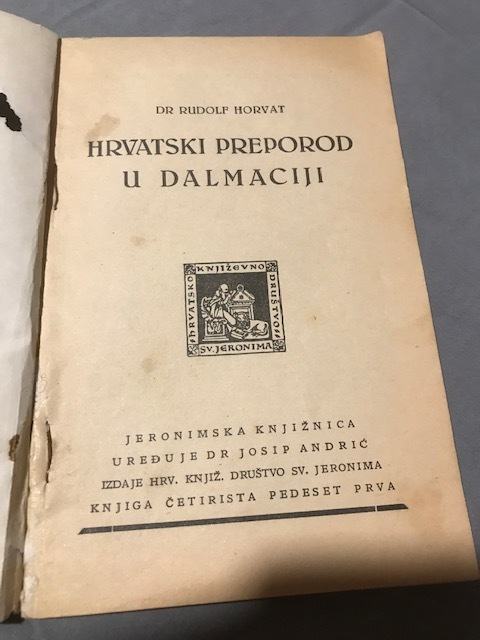 DR RUDOLF HORVAT
HRVATSKI PREPOROD
U DALMACIJI
HRVATSKO
KNJIŽEVNO
DRUŠTVO
SV. JERONIMA
JERONIMSKA KNJIŽNICA
UREĐUJE DR JOSIP ANDRIĆ
IZDAJE HRV. KNJIŽ. DRUŠTVO SV. JERONIMA
KNJIGA ČETIRISTA PEDESET PRVA